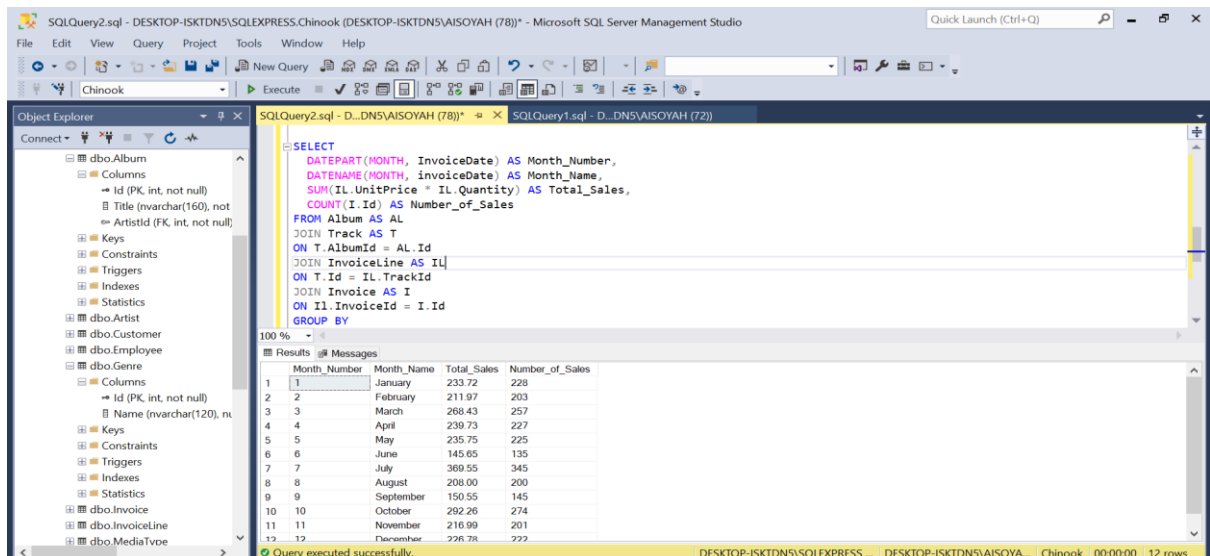 SQLQuery2.sql - DESKTOP-ISKTDN5\SQLEXPRESS.Chinook (DESKTOP-ISKTDN5\AISOYAH (78))* - Microsoft SQL Server Management Studio
Quick Launch (Ctrl+Q)
File Edit View Query Project Tools Window Help
New Query
Chinook
Execute
Object Explorer
Connect
dbo.Album
Columns
Id (PK, int, not null)
Title (nvarchar(160), not
ArtistId (FK, int, not null)
Keys
Constraints
Triggers
Indexes
Statistics
dbo.Artist
dbo.Customer
dbo.Employee
dbo.Genre
Columns
Id (PK, int, not null)
Name (nvarchar(120), nu
Keys
Constraints
Triggers
Indexes
Statistics
dbo.Invoice
dbo.InvoiceLine
dbo.MediaType
SQLQuery2.sql - D...DN5\AISOYAH (78))* SQLQuery1.sql - D...DN5\AISOYAH (72))
SELECT
DATEPART(MONTH, InvoiceDate) AS Month_Number,
DATENAME(MONTH, invoiceDate) AS Month_Name,
SUM(IL.UnitPrice * IL.Quantity) AS Total_Sales,
COUNT(I.Id) AS Number_of_Sales
FROM Album AS AL
JOIN Track AS T
ON T.AlbumId = AL.Id
JOIN InvoiceLine AS IL
ON T.Id = IL.TrackId
JOIN Invoice AS I
ON Il.InvoiceId = I.Id
GROUP BY
100 %
Results Messages
Month_Number Month_Name Total_Sales Number_of_Sales
1 1 January 233.72 228
2 2 February 211.97 203
3 3 March 268.43 257
4 4 April 239.73 227
5 5 May 235.75 225
6 6 June 145.65 135
7 7 July 369.55 345
8 8 August 208.00 200
9 9 September 150.55 145
10 10 October 292.26 274
11 11 November 216.99 201
12 12 December 226.78 222
Query executed successfully. DESKTOP-ISKTDN5\SQLEXPRESS ... DESKTOP-ISKTDN5\AISOYA... Chinook 00:00:00 12 rows